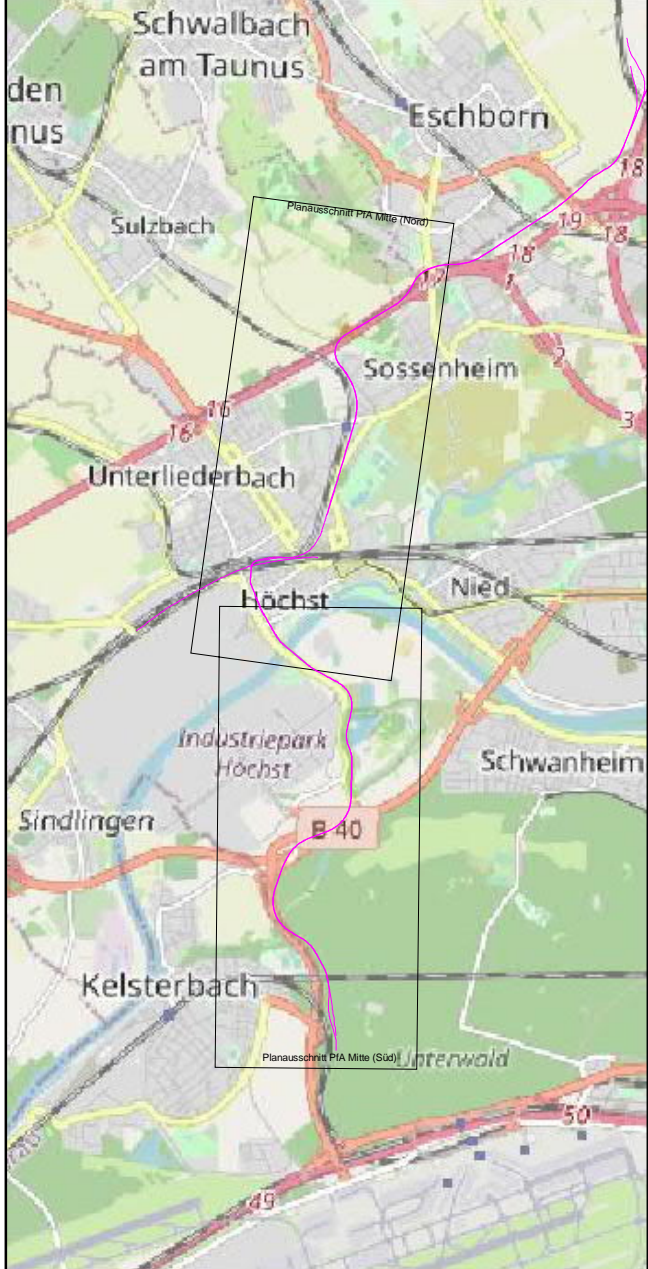 Schwalbach
am Taunus
den
nus
Eschborn
18
Planausschnitt PfA Mitte (Nord)
Sulzbach
19
18
18
17
1
2
Sossenheim
3
16
16
Unterliederbach
Nied
Höchst
Industriepark
Höchst
Schwanheim
Sindlingen
B 40
Kelsterbach
Planausschnitt PfA Mitte (Süd)
Unterwald
50
49